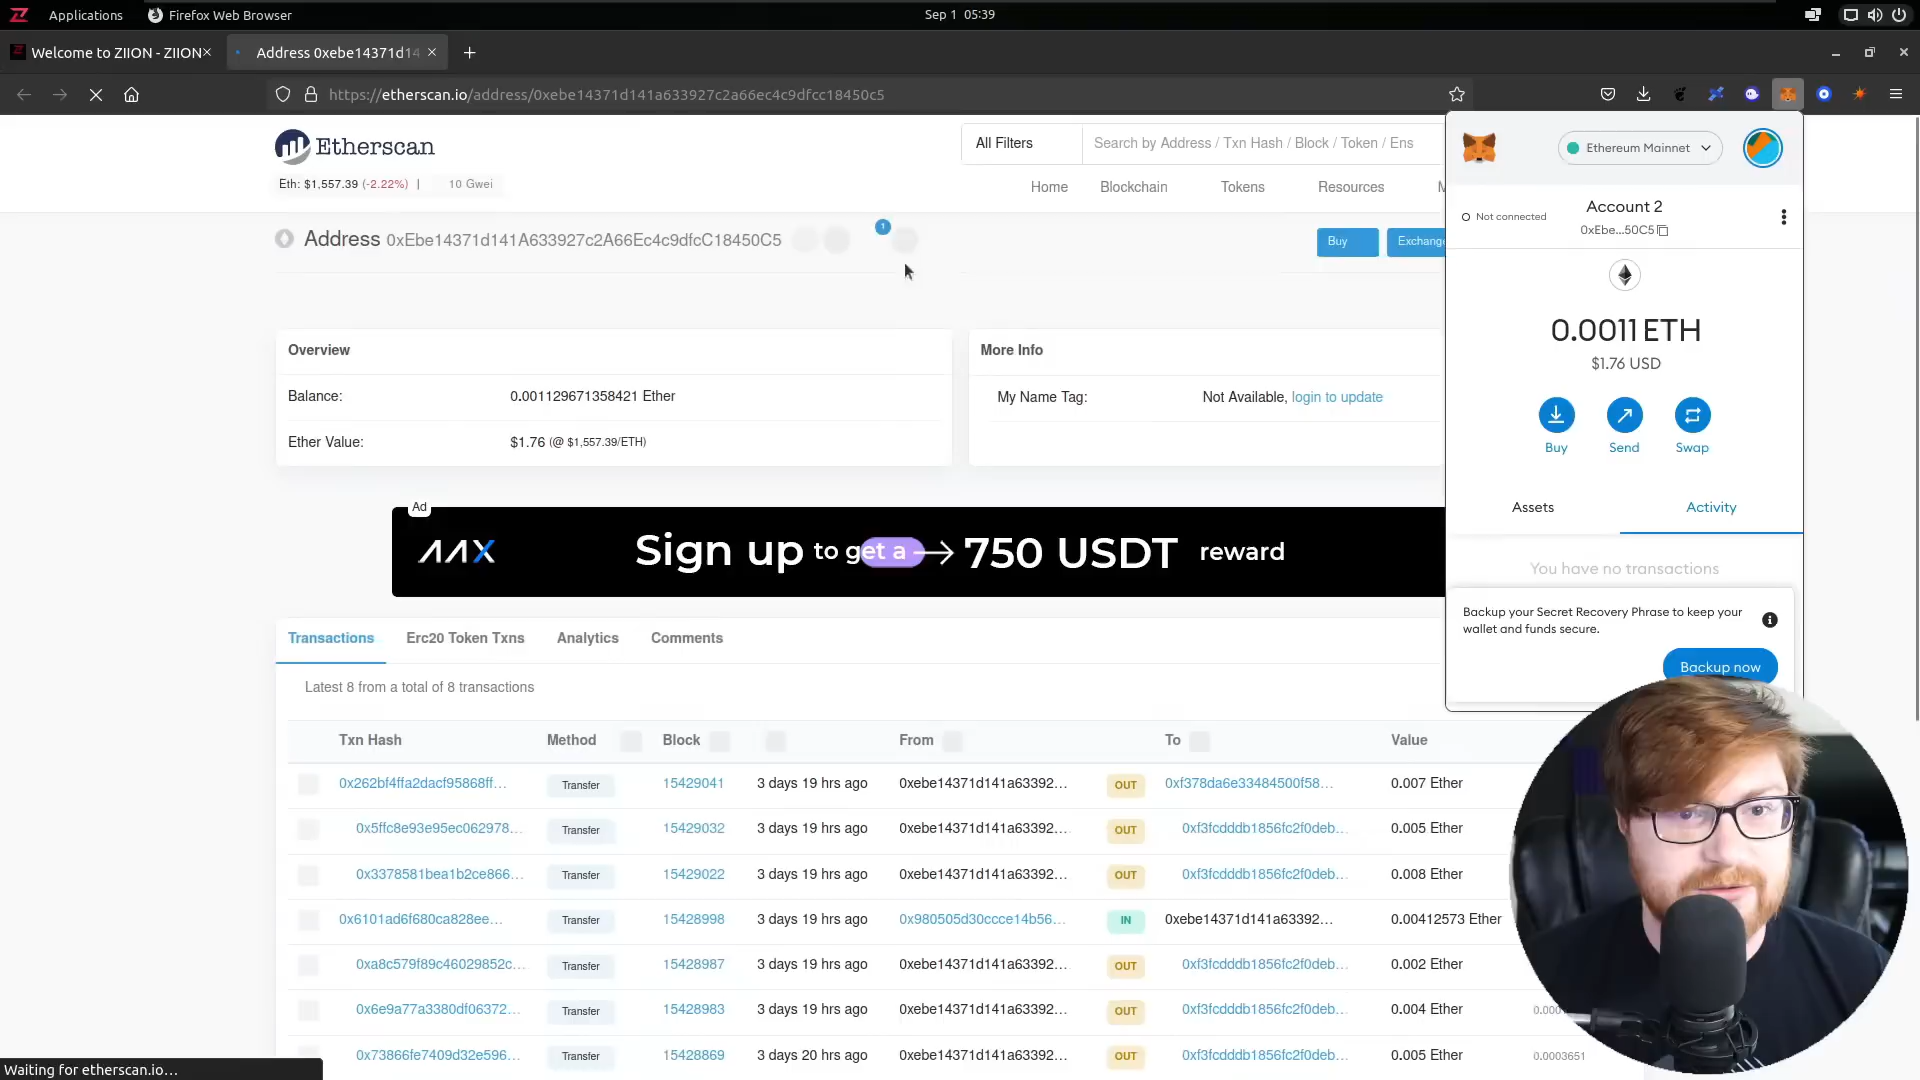 Applications
Firefox Web Browser
Sep 1 05:39
Welcome to ZIION - ZIION
Address 0xebe14371d14
https://etherscan.io/address/0xebe14371d141a633927c2a66ec4c9dfcc18450c5
Etherscan
All Filters
Search by Address / Txn Hash / Block / Token / Ens
Eth: $1,557.39 (-2.22%) | 10 Gwei
Home Blockchain Tokens Resources
Address 0xEbe14371d141A633927c2A66Ec4c9dfcC18450C5
1
Buy
Exchange
Overview
Balance: 0.001129671358421 Ether
Ether Value: $1.76 (@ $1,557.39/ETH)
More Info
My Name Tag: Not Available, login to update
Ad
AAX
Sign up to get a → 750 USDT reward
Transactions Erc20 Token Txns Analytics Comments
Latest 8 from a total of 8 transactions
Txn Hash Method Block From To Value
0x262bf4ffa2dacf95868ff... Transfer 15429041 3 days 19 hrs ago 0xebe14371d141a63392... OUT 0xf378da6e33484500f58... 0.007 Ether
0x5ffc8e93e95ec062978... Transfer 15429032 3 days 19 hrs ago 0xebe14371d141a63392... OUT 0xf3fcdddb1856fc2f0deb... 0.005 Ether
0x3378581bea1b2ce866... Transfer 15429022 3 days 19 hrs ago 0xebe14371d141a63392... OUT 0xf3fcdddb1856fc2f0deb... 0.008 Ether
0x6101ad6f680ca828ee... Transfer 15428998 3 days 19 hrs ago 0x980505d30ccce14b56... IN 0xebe14371d141a63392... 0.00412573 Ether
0xa8c579f89c46029852c... Transfer 15428987 3 days 19 hrs ago 0xebe14371d141a63392... OUT 0xf3fcdddb1856fc2f0deb... 0.002 Ether
0x6e9a77a3380df06372... Transfer 15428983 3 days 19 hrs ago 0xebe14371d141a63392... OUT 0xf3fcdddb1856fc2f0deb... 0.004 Ether
0x73866fe7409d32e596... Transfer 15428869 3 days 20 hrs ago 0xebe14371d141a63392... OUT 0xf3fcdddb1856fc2f0deb... 0.005 Ether 0.0003651
Waiting for etherscan.io…
Ethereum Mainnet
Not connected
Account 2
0xEbe...50C5
0.0011 ETH
$1.76 USD
Buy Send Swap
Assets Activity
You have no transactions
Backup your Secret Recovery Phrase to keep your
wallet and funds secure.
Backup now